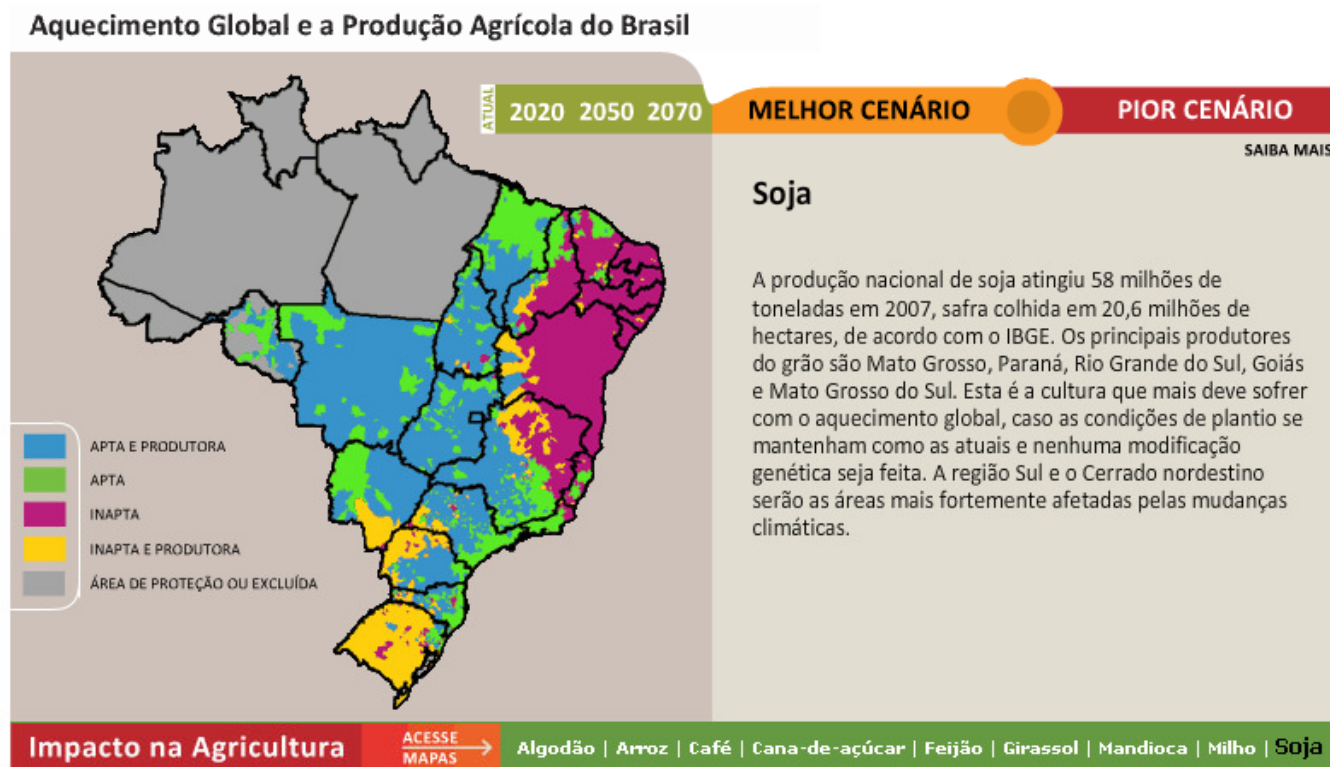 Aquecimento Global e a Produção Agrícola do Brasil
ATUAL
2020 2050 2070
MELHOR CENÁRIO
PIOR CENÁRIO
SAIBA MAIS
Soja
A produção nacional de soja atingiu 58 milhões de
toneladas em 2007, safra colhida em 20,6 milhões de
hectares, de acordo com o IBGE. Os principais produtores
do grão são Mato Grosso, Paraná, Rio Grande do Sul, Goiás
e Mato Grosso do Sul. Esta é a cultura que mais deve sofrer
com o aquecimento global, caso as condições de plantio se
mantenham como as atuais e nenhuma modificação
genética seja feita. A região Sul e o Cerrado nordestino
serão as áreas mais fortemente afetadas pelas mudanças
climáticas.
APTA E PRODUTORA
APTA
INAPTA
INAPTA E PRODUTORA
ÁREA DE PROTEÇÃO OU EXCLUÍDA
Impacto na Agricultura
ACESSE
MAPAS
Algodão | Arroz | Café | Cana-de-açúcar | Feijão | Girassol | Mandioca | Milho | Soja